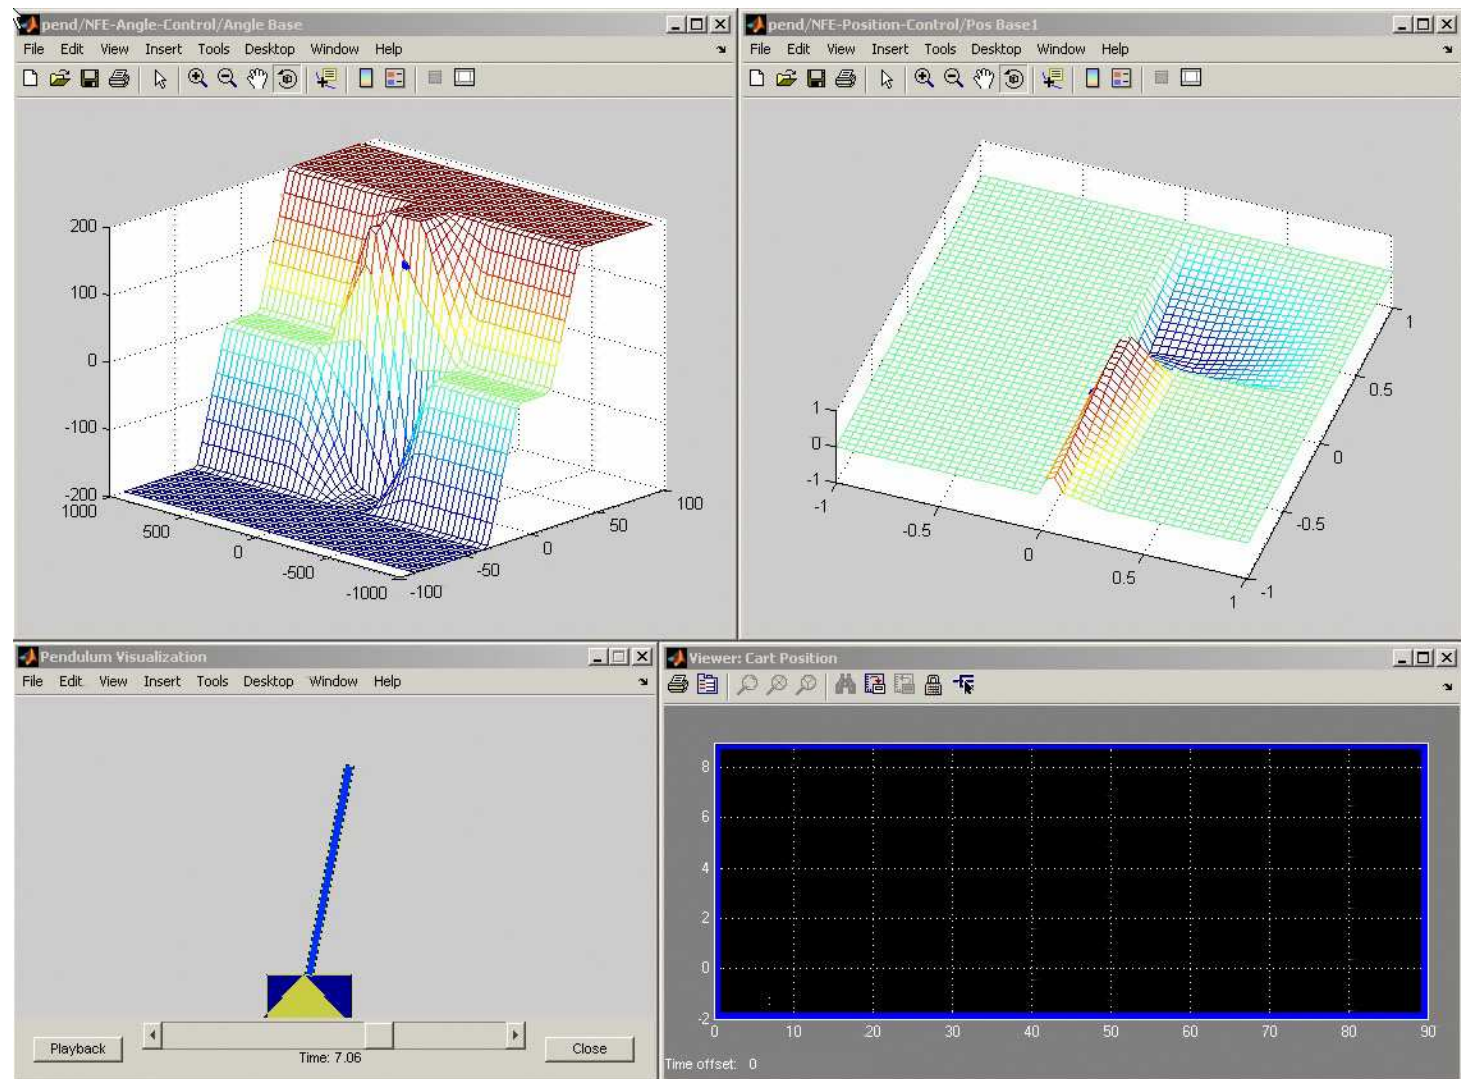 pend/NFE-Angle-Control/Angle Base
File Edit View Insert Tools Desktop Window Help
200
100
0
-100
-200
1000
500
0
-500
-1000
-100
-50
0
50
100
pend/NFE-Position-Control/Pos Base1
File Edit View Insert Tools Desktop Window Help
1
0
-1
-1
-0.5
0
0.5
1
-1
-0.5
0
0.5
1
Pendulum Visualization
File Edit View Insert Tools Desktop Window Help
Playback
Time: 7.06
Close
Viewer: Cart Position
8
6
4
2
0
-2
0 10 20 30 40 50 60 70 80 90
Time offset: 0